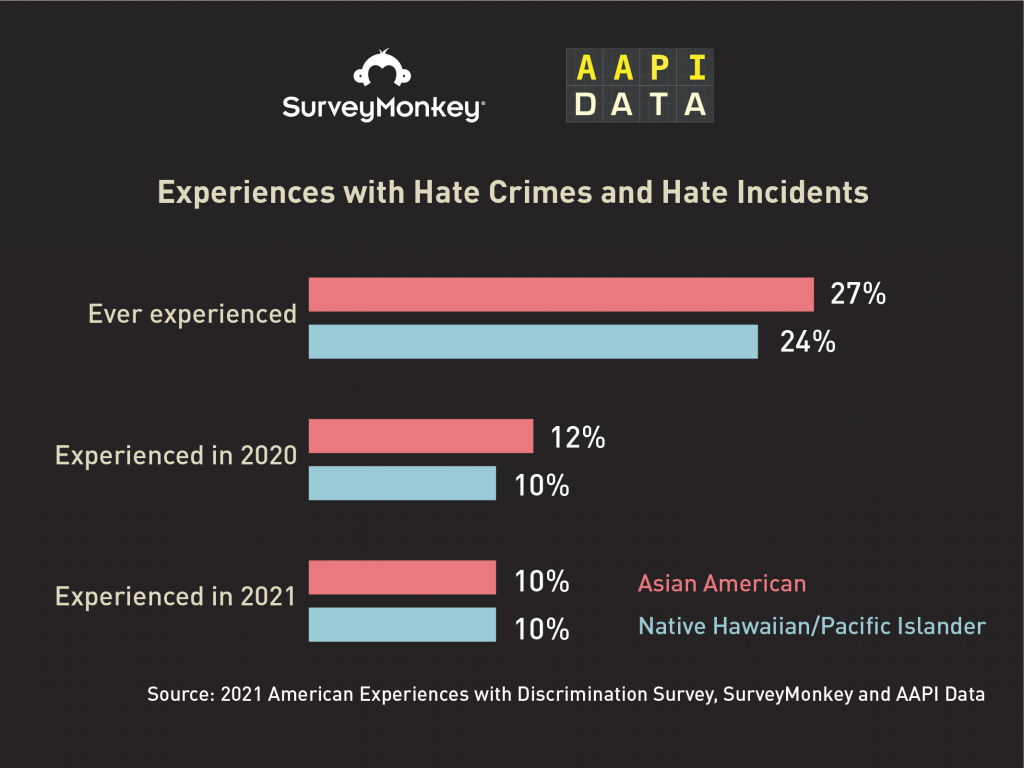 SurveyMonkey®
AAPI
DATA
Experiences with Hate Crimes and Hate Incidents
Ever experienced
27%
24%
Experienced in 2020
12%
10%
Experienced in 2021
10%
10%
Asian American
Native Hawaiian/Pacific Islander
Source: 2021 American Experiences with Discrimination Survey, SurveyMonkey and AAPI Data